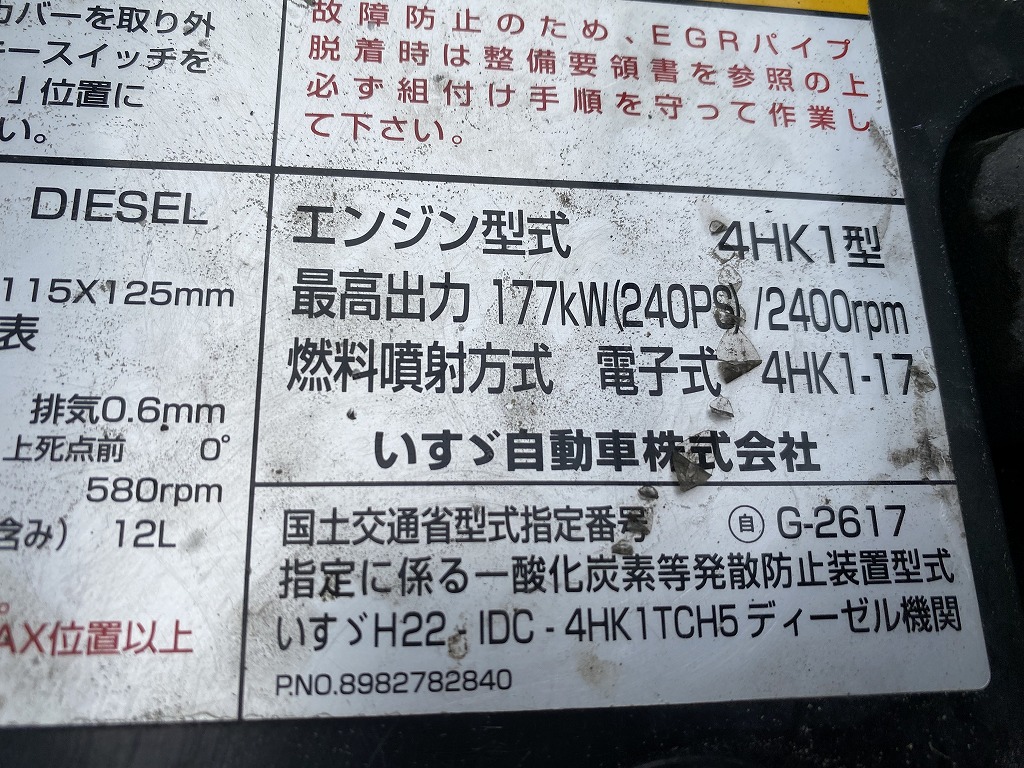 カバーを取り外
キースイッチを
」位置に
い。
故障防止のため、EGRパイプ
脱着時は整備要領書を参照の上
必ず組付け手順を守って作業し
て下さい。
DIESEL
115X125mm
表
排気0.6mm
上死点前 0°
580rpm
含み) 12L
AX位置以上
エンジン型式 4HK1型
最高出力 177kW(240PS)/2400rpm
燃料噴射方式 電子式 4HK1-17
いすゞ自動車株式会社
国土交通省型式指定番号 自 G-2617
指定に係る一酸化炭素等発散防止装置型式
いすゞH22-IDC-4HK1TCH5ディーゼル機関
P.NO.8982782840